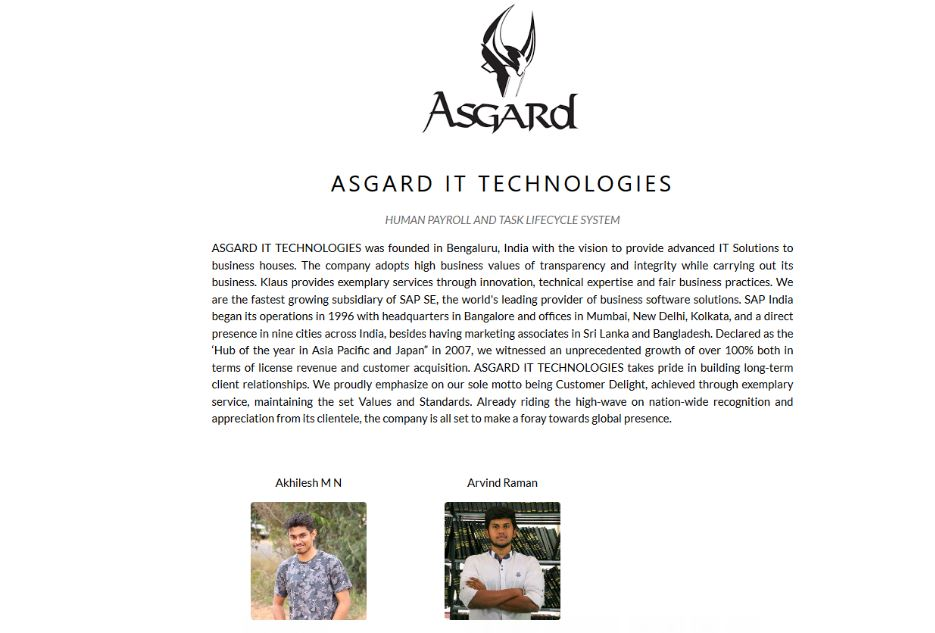 ASGARD
ASGARD IT TECHNOLOGIES
HUMAN PAYROLL AND TASK LIFECYCLE SYSTEM
ASGARD IT TECHNOLOGIES was founded in Bengaluru, India with the vision to provide advanced IT Solutions to
business houses. The company adopts high business values of transparency and integrity while carrying out its
business. Klaus provides exemplary services through innovation, technical expertise and fair business practices. We
are the fastest growing subsidiary of SAP SE, the world's leading provider of business software solutions. SAP India
began its operations in 1996 with headquarters in Bangalore and offices in Mumbai, New Delhi, Kolkata, and a direct
presence in nine cities across India, besides having marketing associates in Sri Lanka and Bangladesh. Declared as the
‘Hub of the year in Asia Pacific and Japan” in 2007, we witnessed an unprecedented growth of over 100% both in
terms of license revenue and customer acquisition. ASGARD IT TECHNOLOGIES takes pride in building long-term
client relationships. We proudly emphasize on our sole motto being Customer Delight, achieved through exemplary
service, maintaining the set Values and Standards. Already riding the high-wave on nation-wide recognition and
appreciation from its clientele, the company is all set to make a foray towards global presence.
Akhilesh M N
Arvind Raman